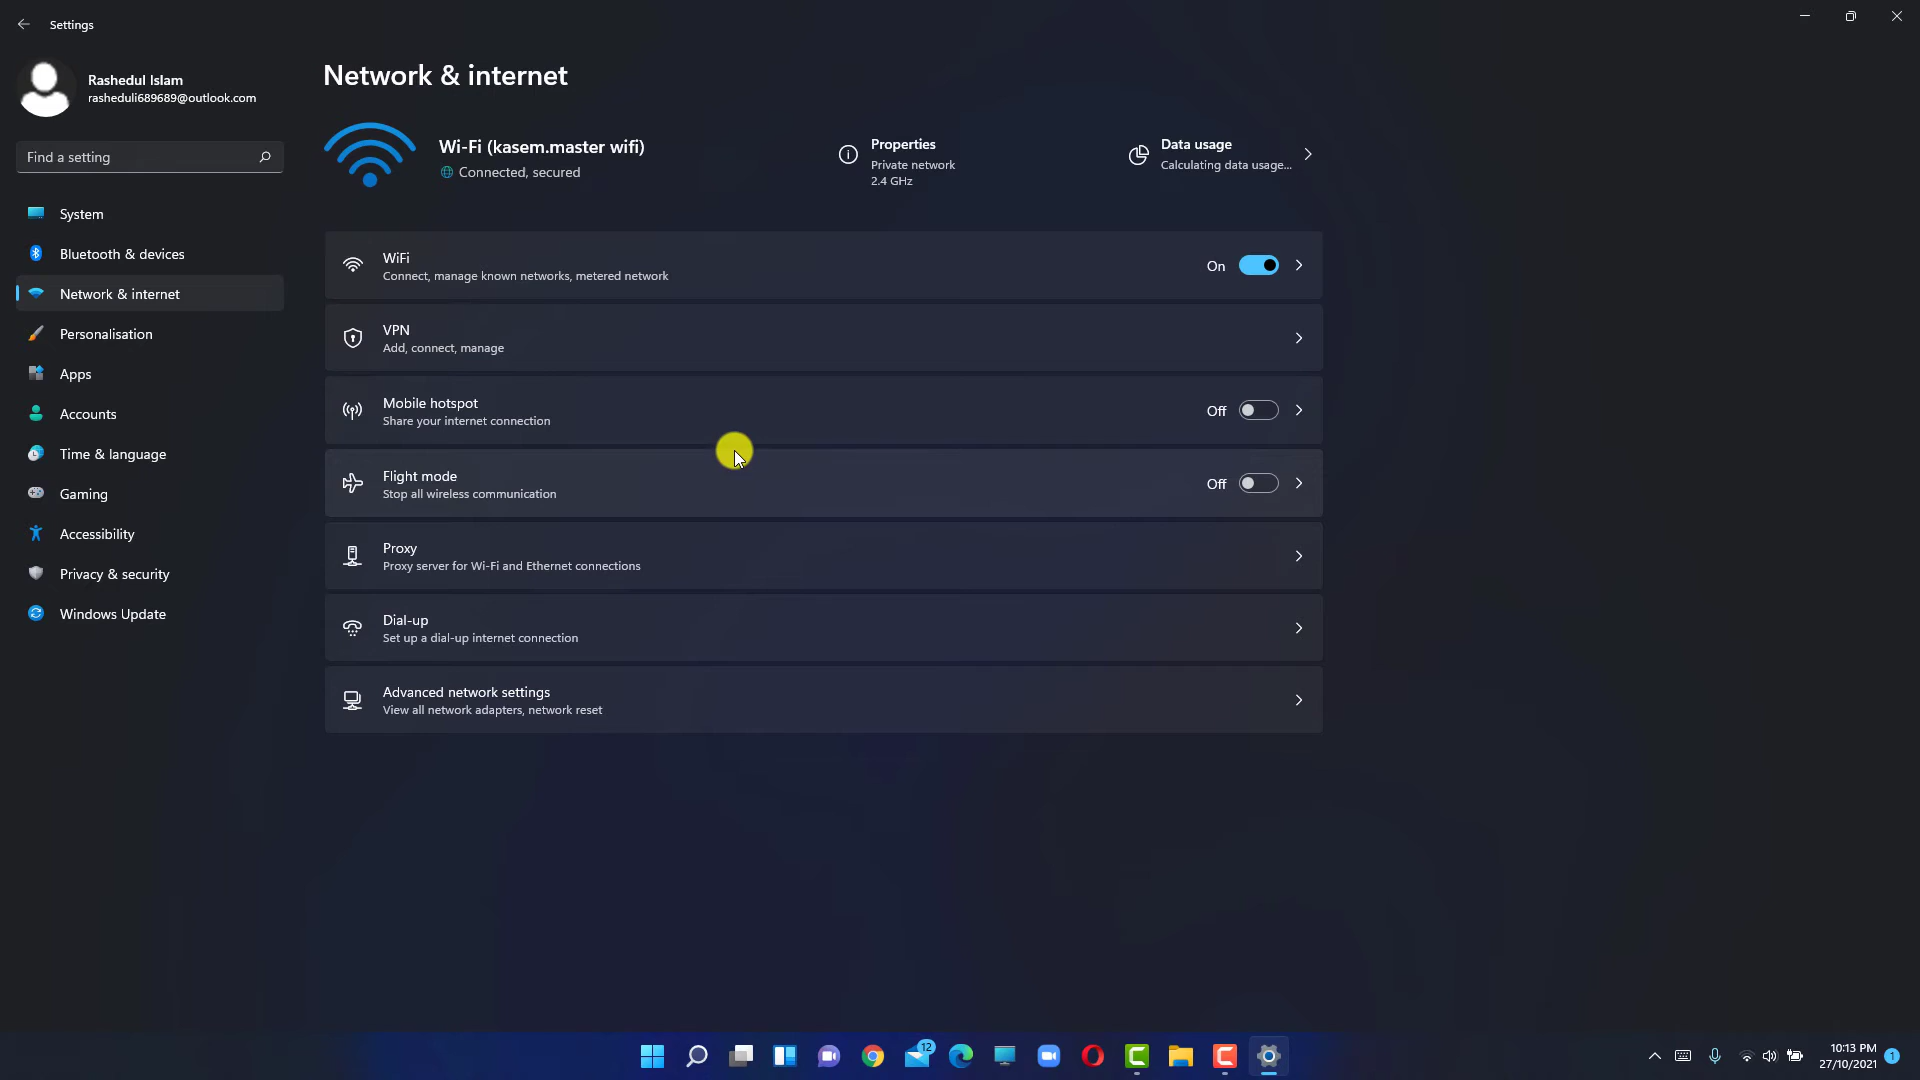 Settings
Rashedul Islam
rasheduli689689@outlook.com
Find a setting
System
Bluetooth & devices
Network & internet
Personalisation
Apps
Accounts
Time & language
Gaming
Accessibility
Privacy & security
Windows Update
Network & internet
Wi-Fi (kasem.master wifi)
Connected, secured
Properties
Private network
2.4 GHz
Data usage
Calculating data usage...
WiFi
Connect, manage known networks, metered network
On
VPN
Add, connect, manage
Mobile hotspot
Share your internet connection
Off
Flight mode
Stop all wireless communication
Off
Proxy
Proxy server for Wi-Fi and Ethernet connections
Dial-up
Set up a dial-up internet connection
Advanced network settings
View all network adapters, network reset
12
10:13 PM
27/10/2021
1